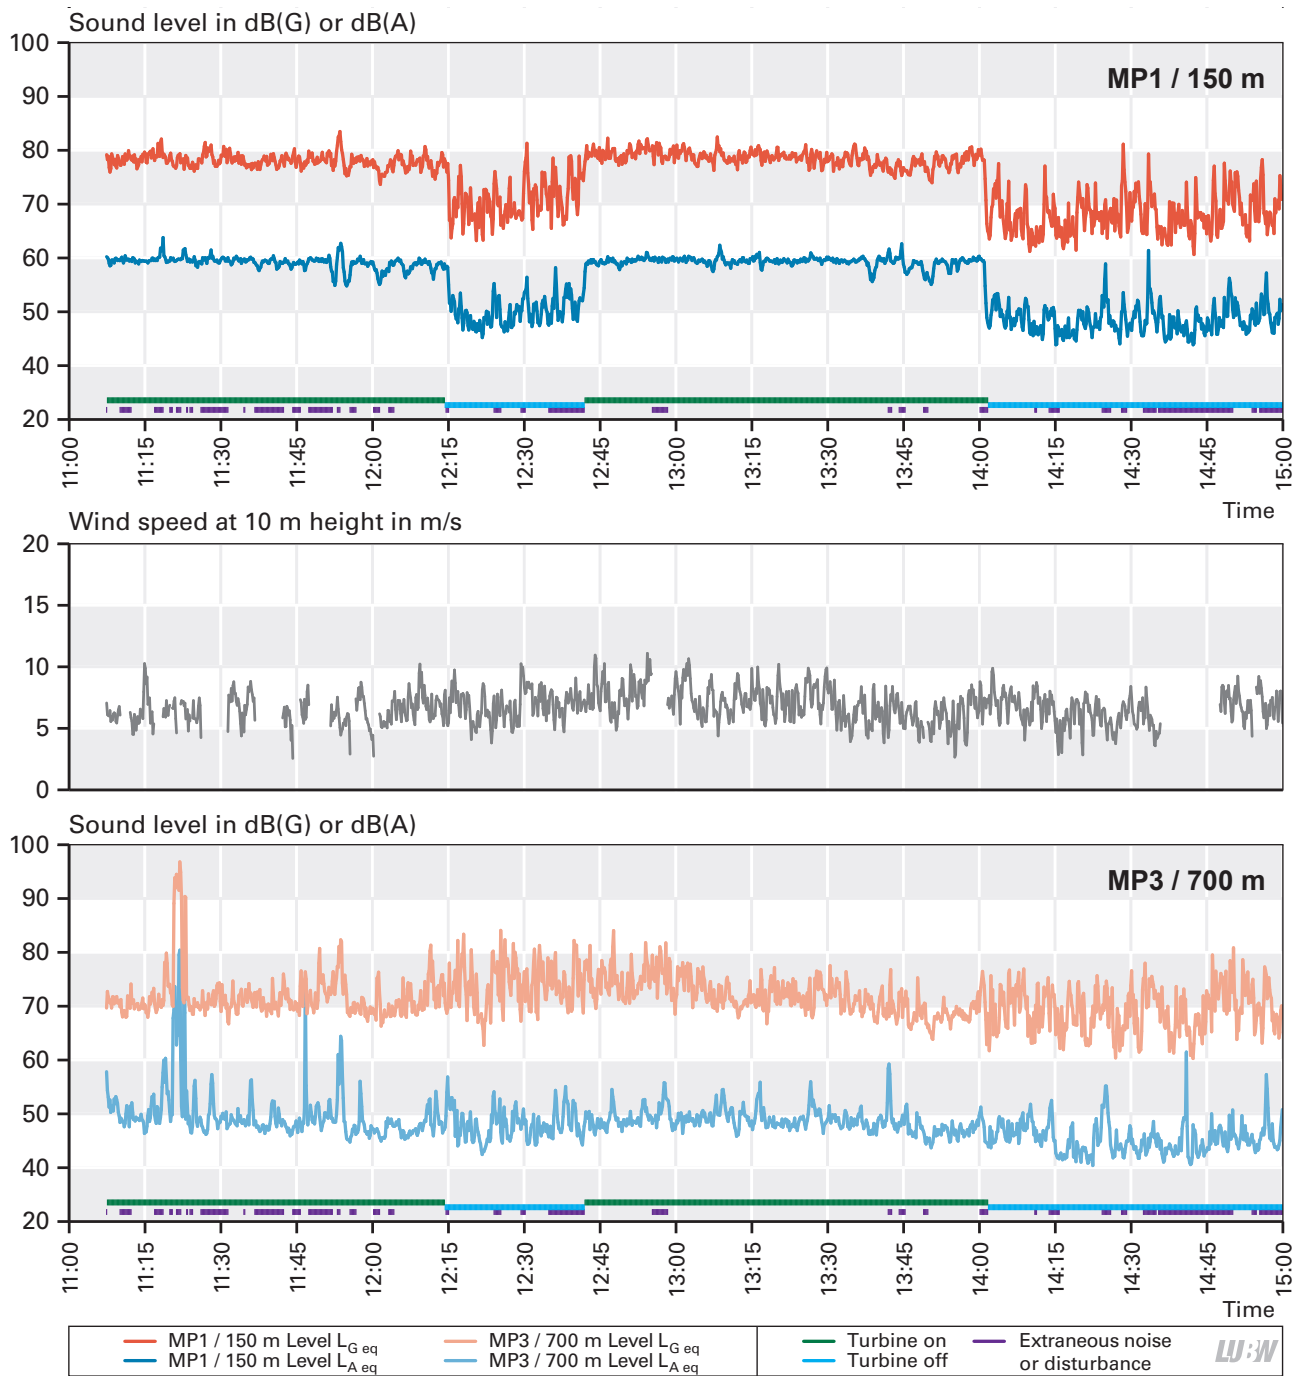 Sound level in dB(G) or dB(A)
MP1 / 150 m
100
90
80
70
60
50
40
20
11:00 11:15 11:30 11:45 12:00 12:15 12:30 12:45 13:00 13:15 13:30 13:45 14:00 14:15 14:30 14:45 15:00
Time
Wind speed at 10 m height in m/s
20
15
10
5
0
Sound level in dB(G) or dB(A)
MP3 / 700 m
100
90
80
70
60
50
40
20
11:00 11:15 11:30 11:45 12:00 12:15 12:30 12:45 13:00 13:15 13:30 13:45 14:00 14:15 14:30 14:45 15:00
Time
MP1 / 150 m Level LG eq
MP1 / 150 m Level LA eq
MP3 / 700 m Level LG eq
MP3 / 700 m Level LA eq
Turbine on
Turbine off
Extraneous noise
or disturbance
LUBW